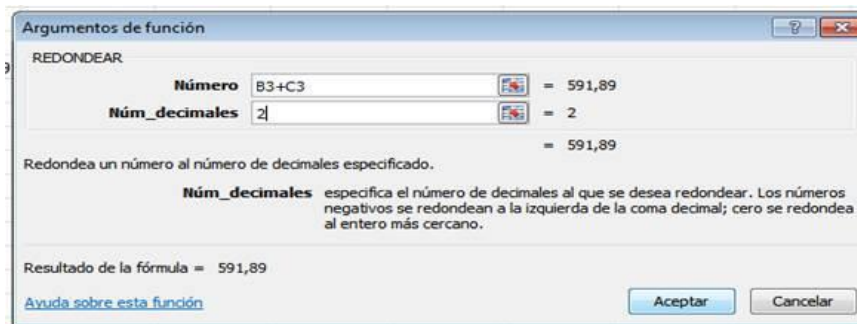 Argumentos de función
REDONDEAR
Número B3+C3 = 591,89
Núm_decimales 2 = 2
= 591,89
Redondea un número al número de decimales especificado.
Núm_decimales especifica el número de decimales al que se desea redondear. Los números
negativos se redondean a la izquierda de la coma decimal; cero se redondea
al entero más cercano.
Resultado de la fórmula = 591,89
Ayuda sobre esta función Aceptar Cancelar